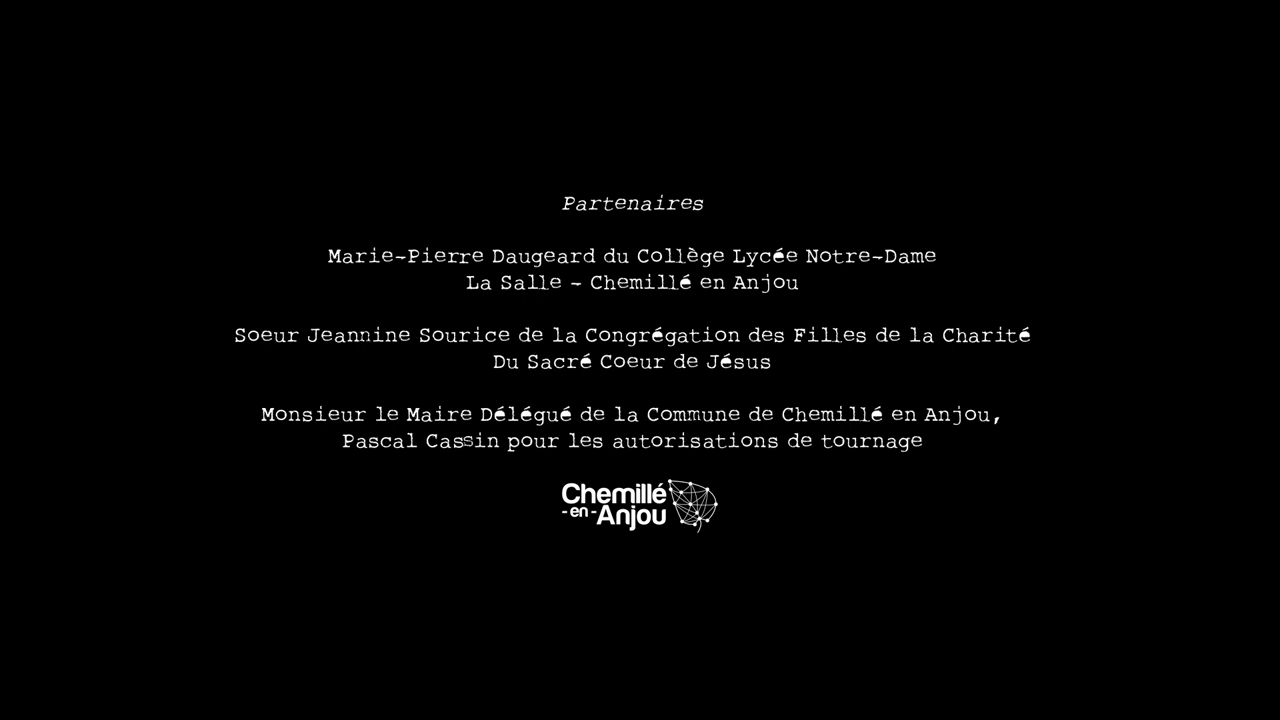 Partenaires
Marie-Pierre Daugeard du Collège Lycée Notre-Dame
La Salle - Chemillé en Anjou
Soeur Jeannine Sourice de la Congrégation des Filles de la Charité
Du Sacré Coeur de Jésus
Monsieur le Maire Délégué de la Commune de Chemillé en Anjou,
Pascal Cassin pour les autorisations de tournage
Chemillé
-en-Anjou